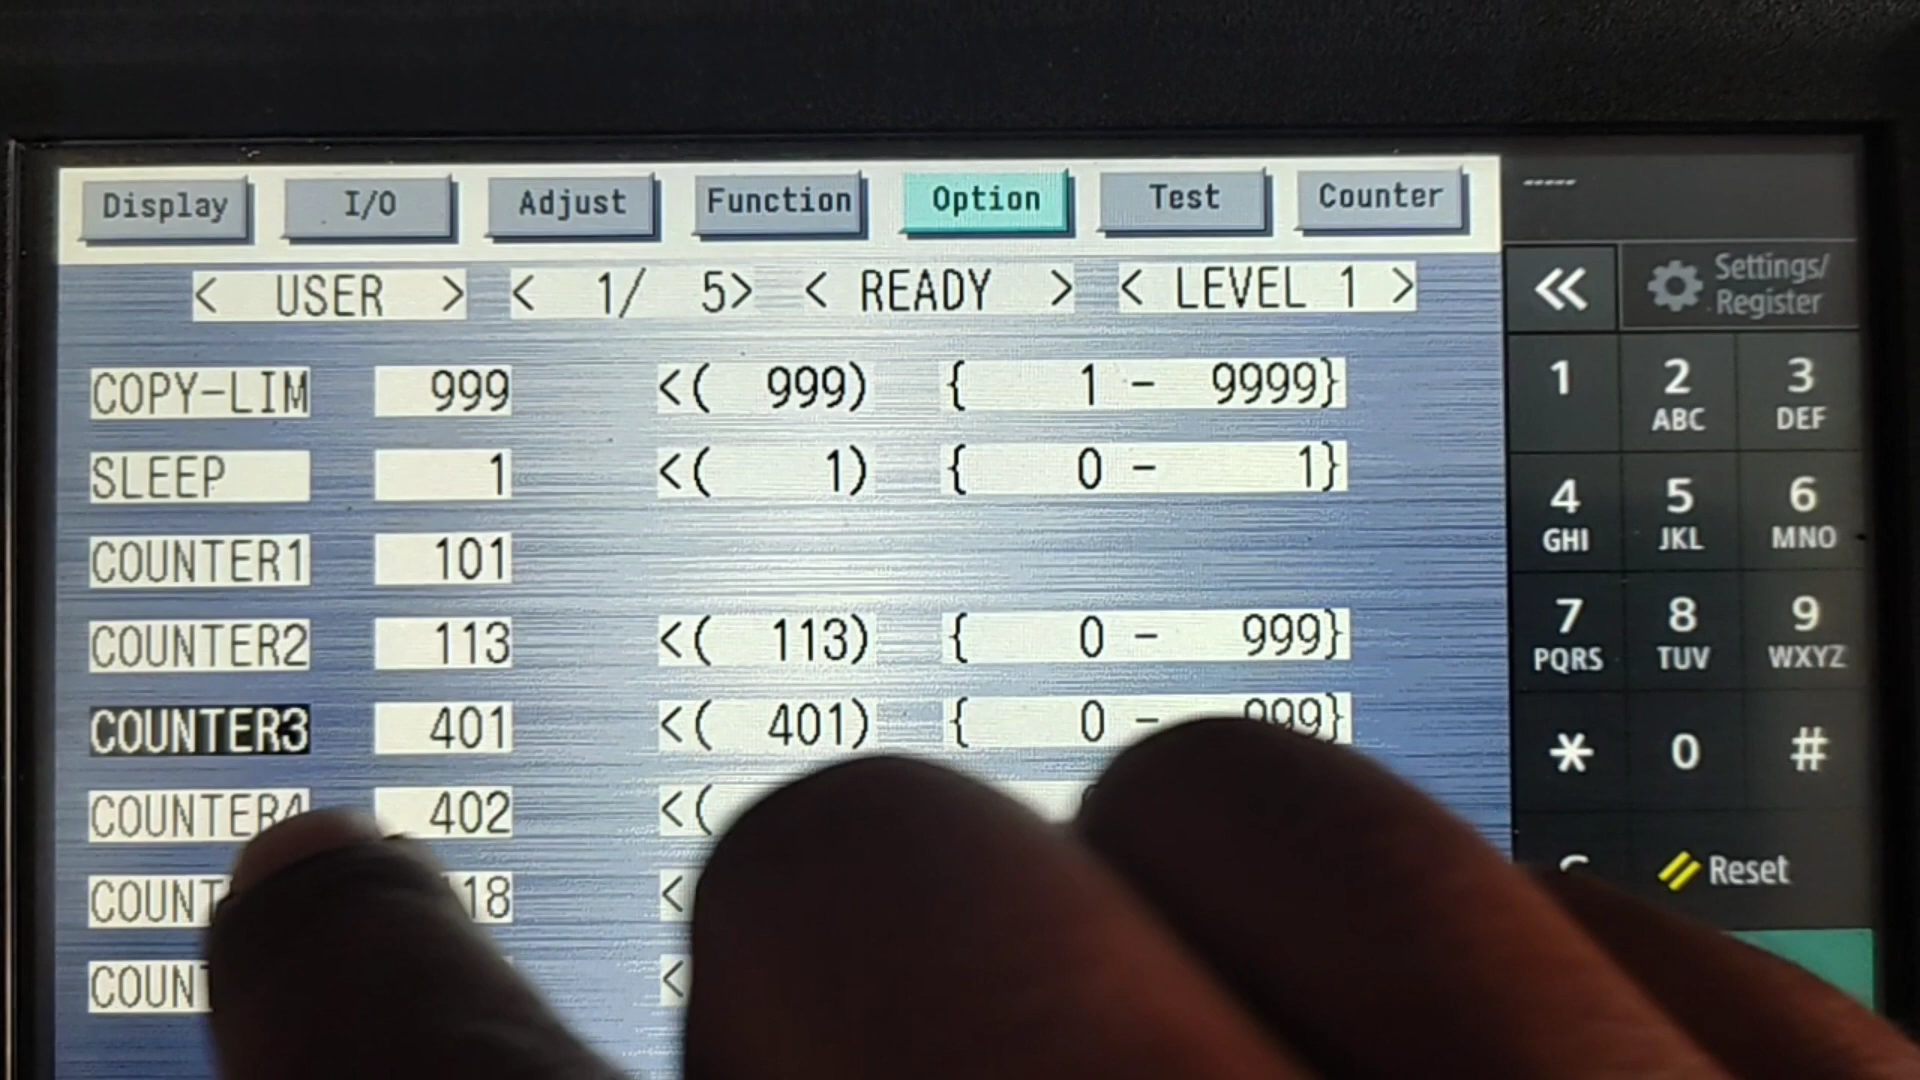 Display I/O Adjust Function Option Test Counter
< USER > < 1/ 5> < READY > < LEVEL 1 >
COPY-LIM 999 <( 999) { 1 - 9999}
SLEEP 1 <( 1) { 0 - 1}
COUNTER1 101
COUNTER2 113 <( 113) { 0 - 999}
COUNTER3 401 <( 401) { 0 - 999}
COUNTER4 402 <(
18 <
<
Settings/
Register
1 2 3
ABC DEF
4 5 6
GHI JKL MNO
7 8 9
PQRS TUV WXYZ
* 0 #
Reset